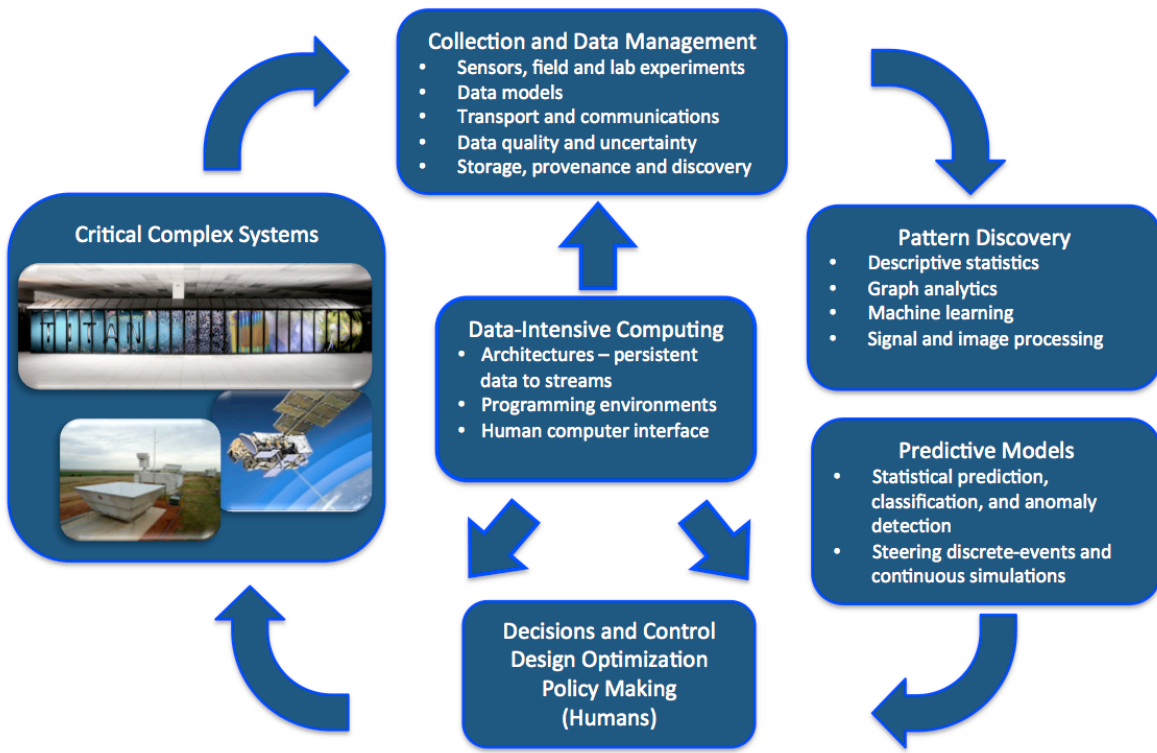 Collection and Data Management
• Sensors, field and lab experiments
• Data models
• Transport and communications
• Data quality and uncertainty
• Storage, provenance and discovery
Critical Complex Systems
TITAN
Data-Intensive Computing
• Architectures – persistent
data to streams
• Programming environments
• Human computer interface
Pattern Discovery
• Descriptive statistics
• Graph analytics
• Machine learning
• Signal and image processing
Predictive Models
• Statistical prediction,
classification, and anomaly
detection
• Steering discrete-events and
continuous simulations
Decisions and Control
Design Optimization
Policy Making
(Humans)